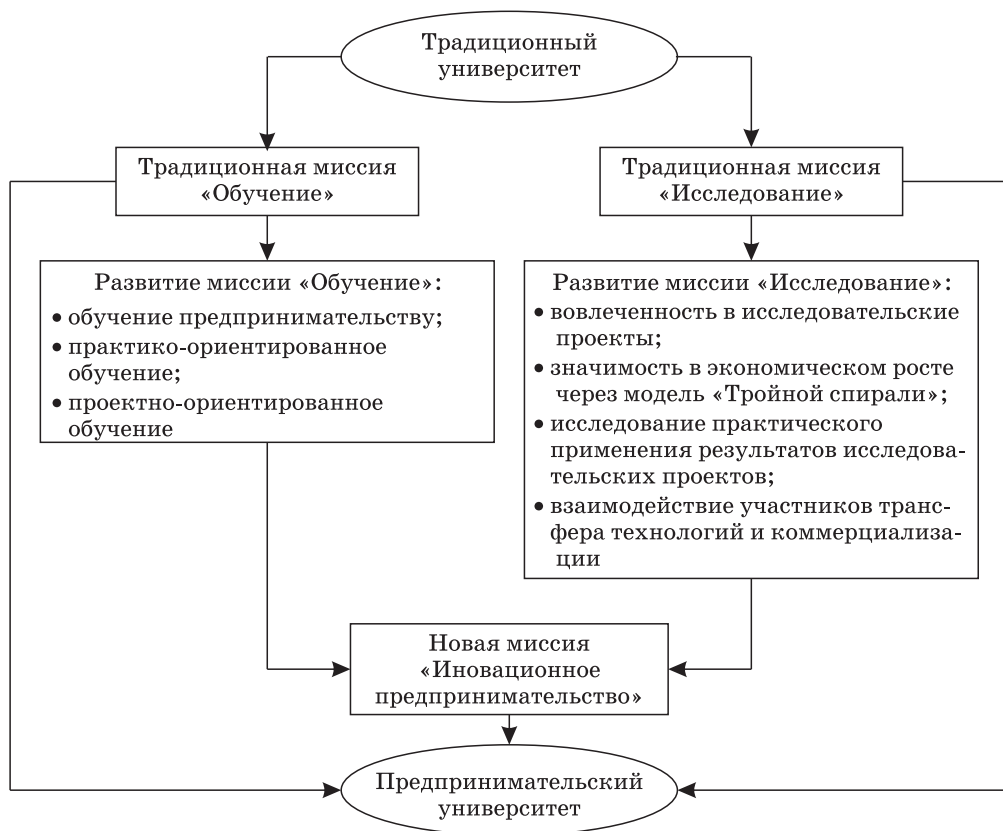 Традиционный
университет
Традиционная миссия
«Обучение»
Традиционная миссия
«Исследование»
Развитие миссии «Обучение»:
• обучение предпринимательству;
• практико-ориентированное
обучение;
• проектно-ориентированное
обучение
Развитие миссии «Исследование»:
• вовлеченность в исследовательские
проекты;
• значимость в экономическом росте
через модель «Тройной спирали»;
• исследование практического
применения результатов исследова-
тельских проектов;
• взаимодействие участников транс-
фера технологий и коммерциализа-
ции
Новая миссия
«Иновационное
предпринимательство»
Предпринимательский
университет